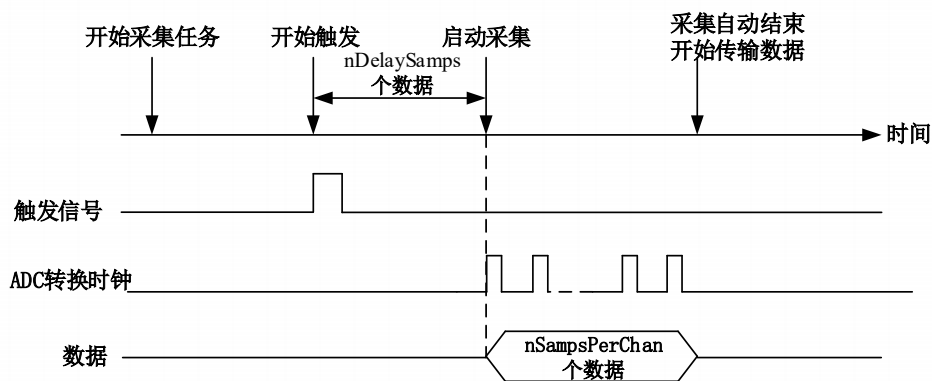 开始采集任务
开始触发
启动采集
采集自动结束
开始传输数据
nDelaySamps
个数据
时间
触发信号
ADC转换时钟
数据
nSampsPerChan
个数据